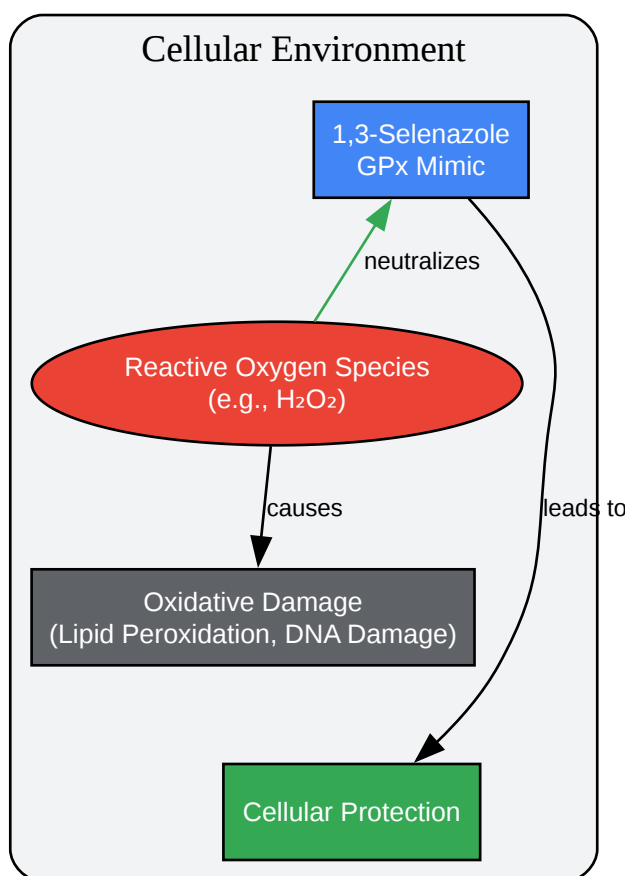 Cellular Environment
1,3-Selenazole
GPx Mimic
neutralizes
Reactive Oxygen Species
(e.g., H₂O₂)
causes
leads to
Oxidative Damage
(Lipid Peroxidation, DNA Damage)
Cellular Protection